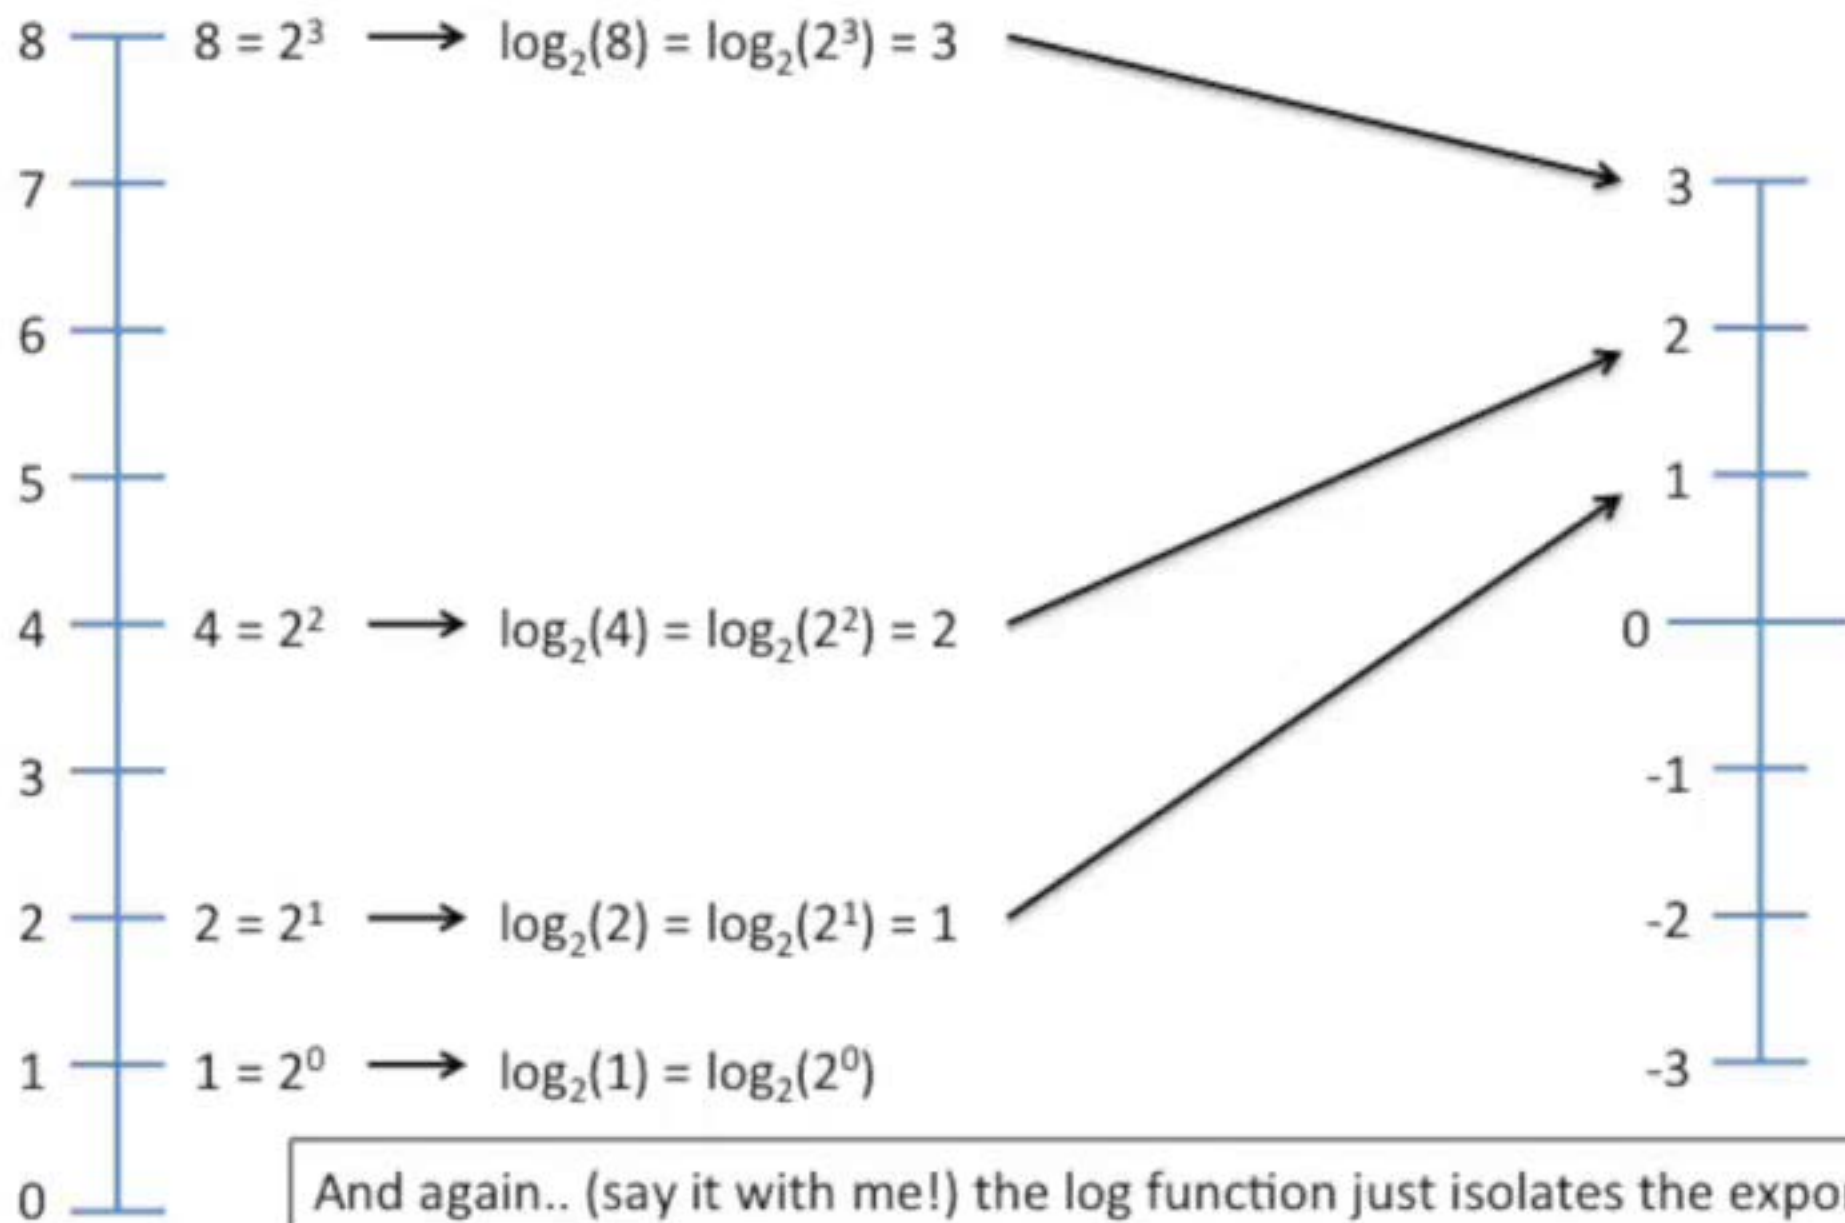 8 8 = 2³ → log₂(8) = log₂(2³) = 3
7 3
6 2
5 1
4 4 = 2² → log₂(4) = log₂(2²) = 2 0
3 -1
2 2 = 2¹ → log₂(2) = log₂(2¹) = 1 -2
1 1 = 2⁰ → log₂(1) = log₂(2⁰) -3
0 And again.. (say it with me!) the log function just isolates the